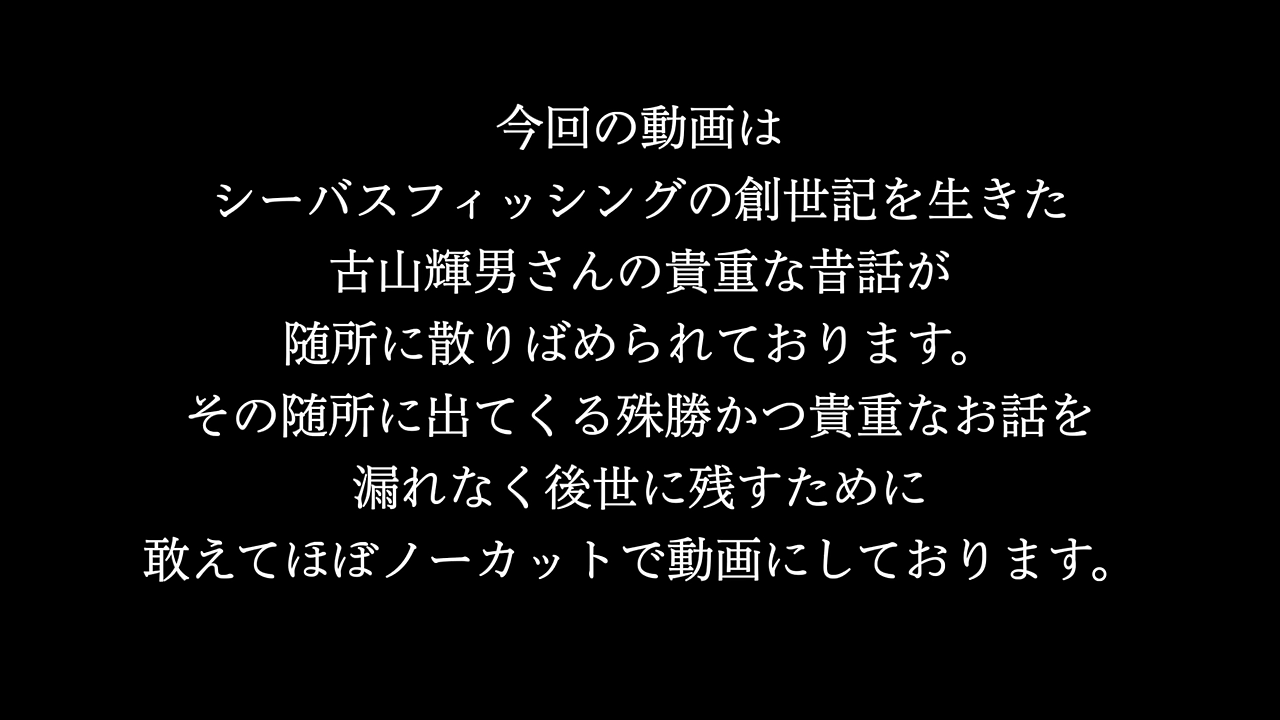 今回の動画は
シーバスフィッシングの創世記を生きた
古山輝男さんの貴重な昔話が
随所に散りばめられております。
その随所に出てくる殊勝かつ貴重なお話を
漏れなく後世に残すために
敢えてほぼノーカットで動画にしております。